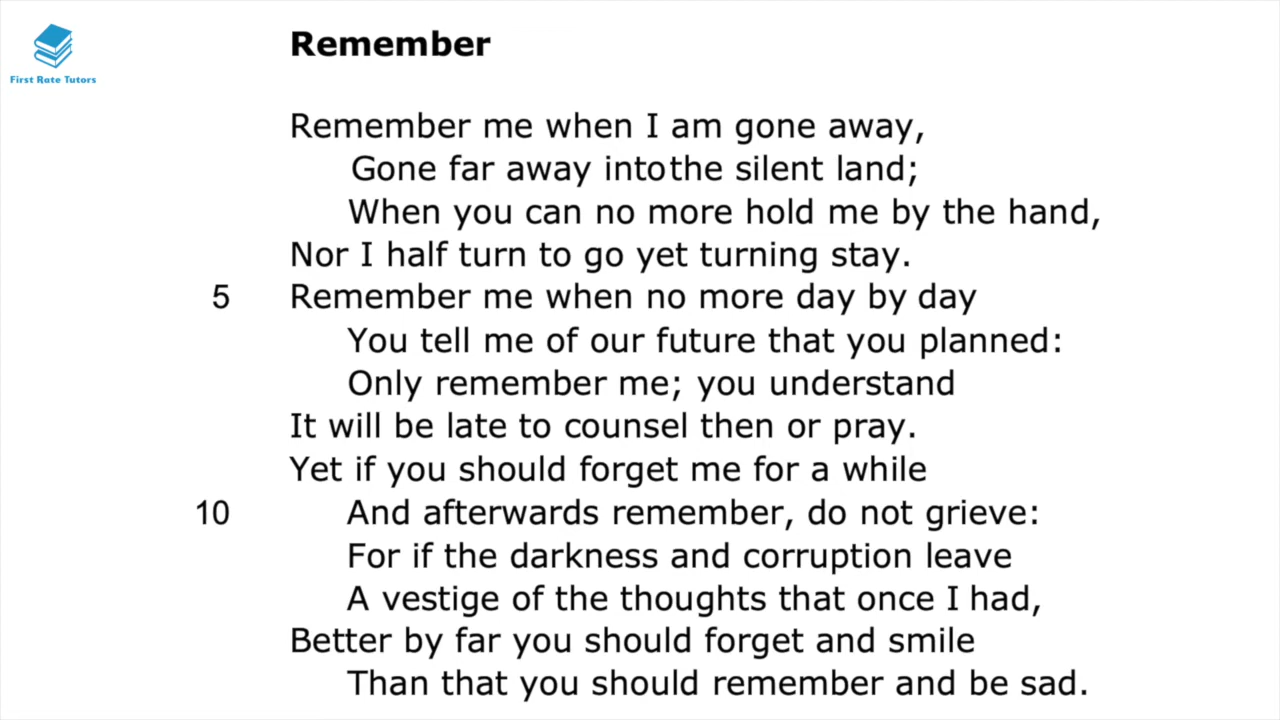 First Rate Tutors
Remember
Remember me when I am gone away,
Gone far away into the silent land;
When you can no more hold me by the hand,
Nor I half turn to go yet turning stay.
5 Remember me when no more day by day
You tell me of our future that you planned:
Only remember me; you understand
It will be late to counsel then or pray.
Yet if you should forget me for a while
10 And afterwards remember, do not grieve:
For if the darkness and corruption leave
A vestige of the thoughts that once I had,
Better by far you should forget and smile
Than that you should remember and be sad.